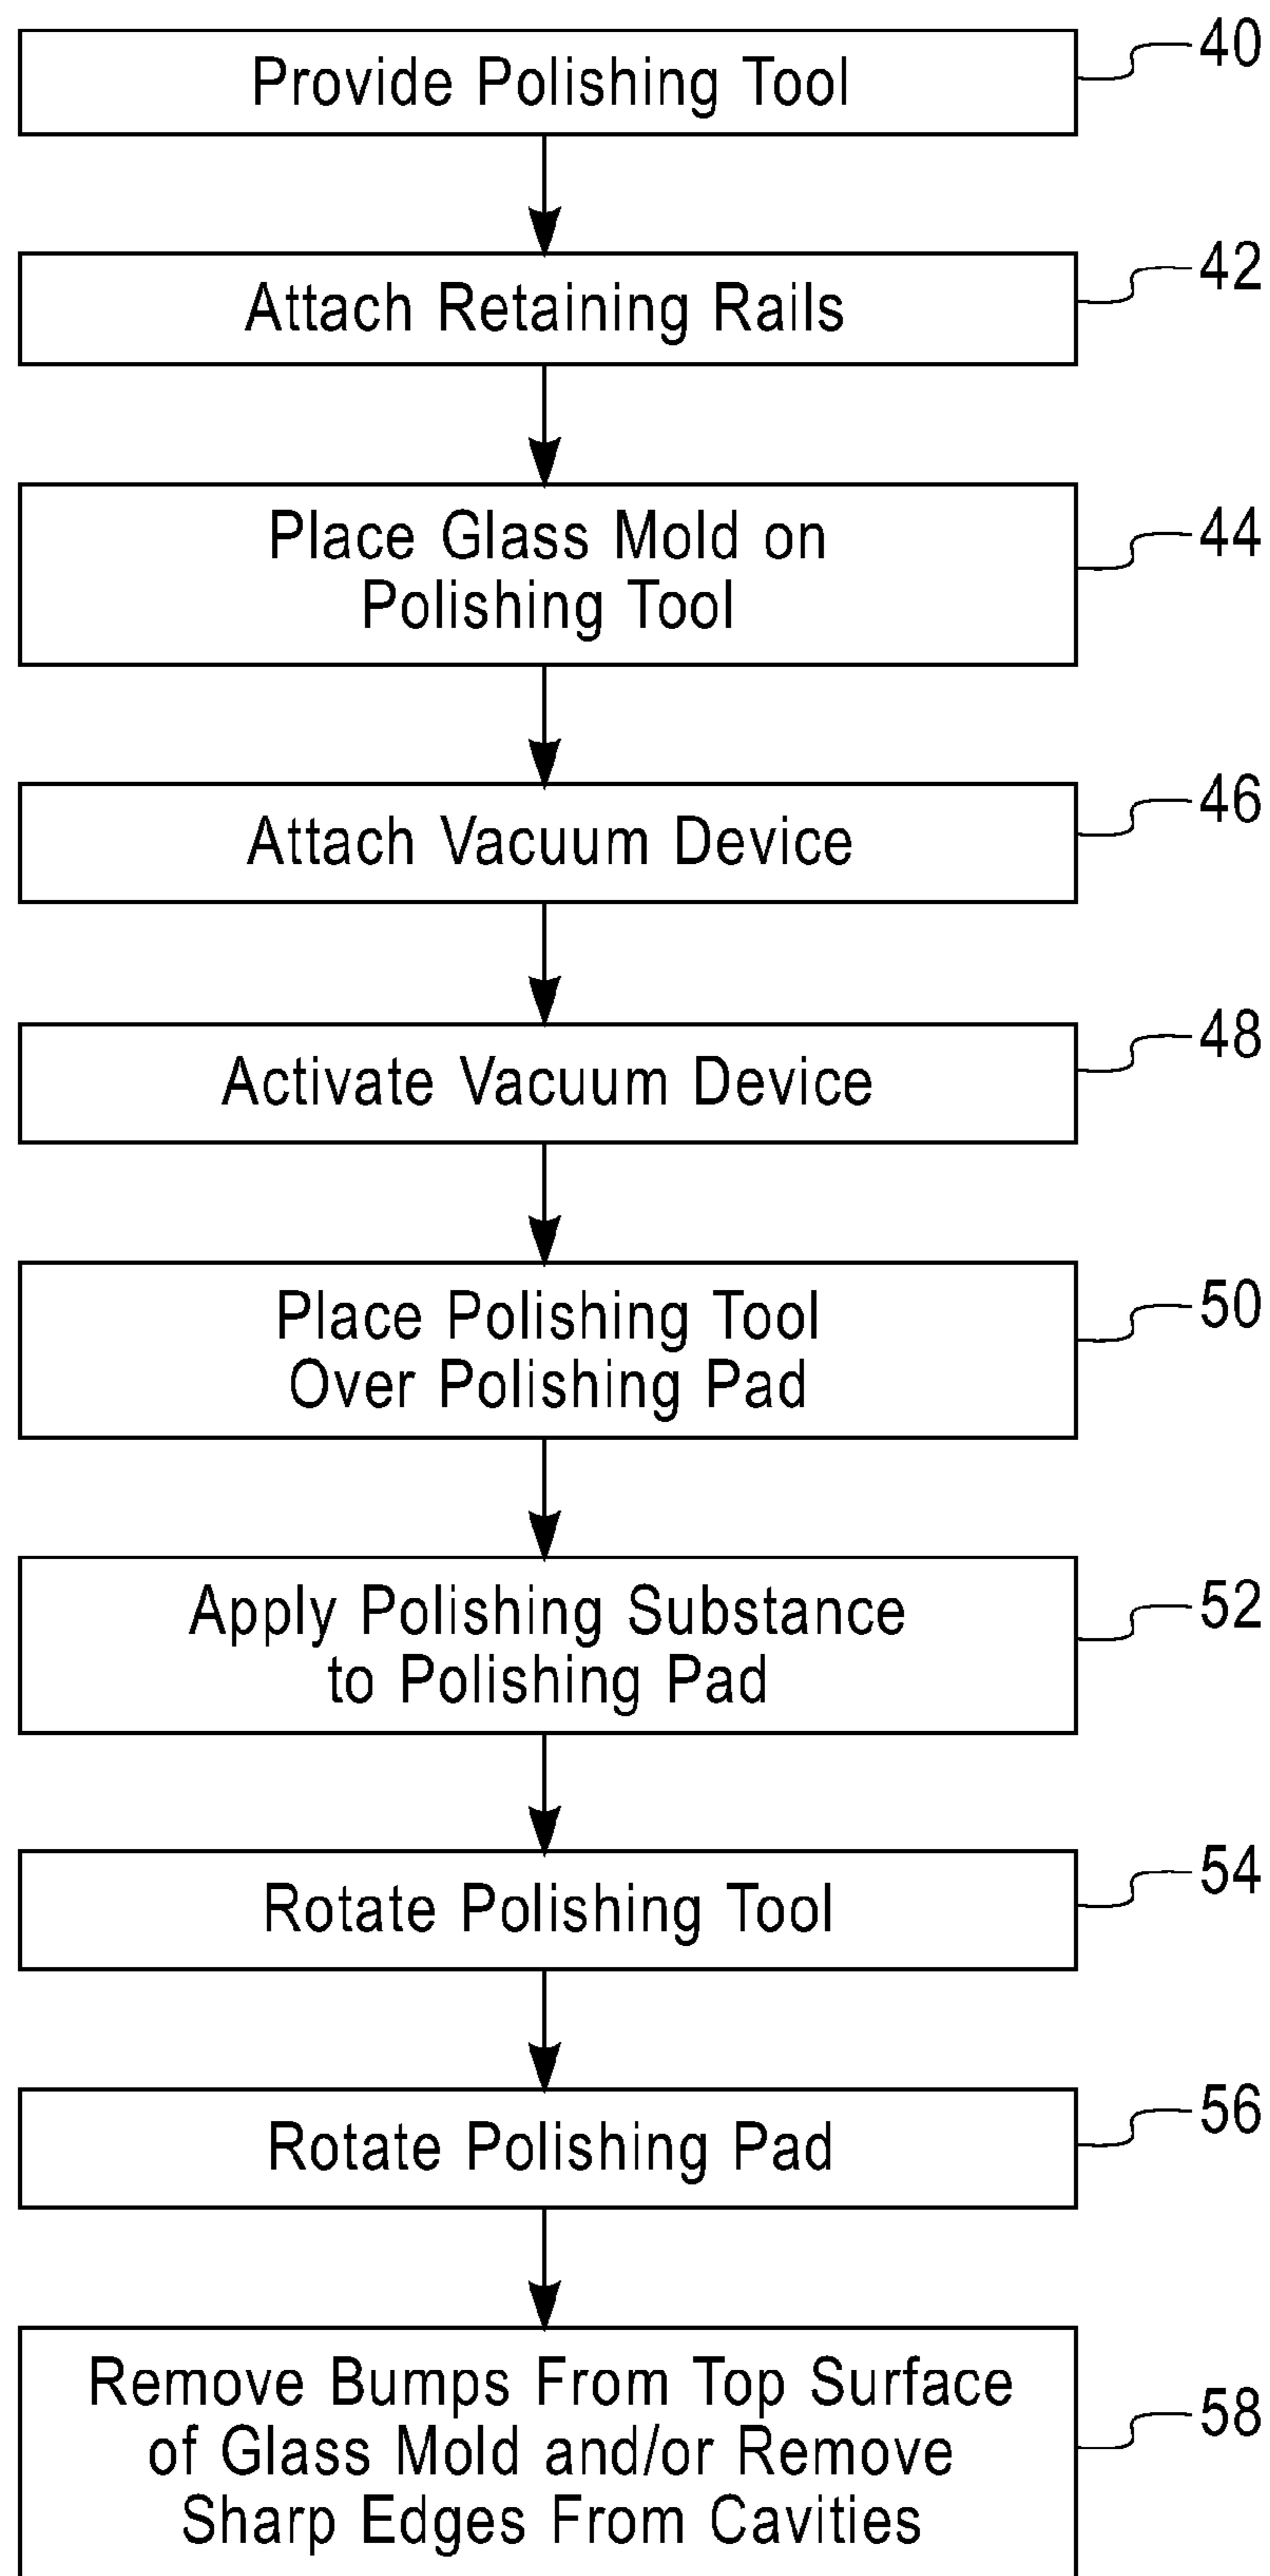 Provide Polishing Tool
40
Attach Retaining Rails
42
Place Glass Mold on
Polishing Tool
44
Attach Vacuum Device
46
Activate Vacuum Device
48
Place Polishing Tool
Over Polishing Pad
50
Apply Polishing Substance
to Polishing Pad
52
Rotate Polishing Tool
54
Rotate Polishing Pad
56
Remove Bumps From Top Surface
of Glass Mold and/or Remove
Sharp Edges From Cavities
58